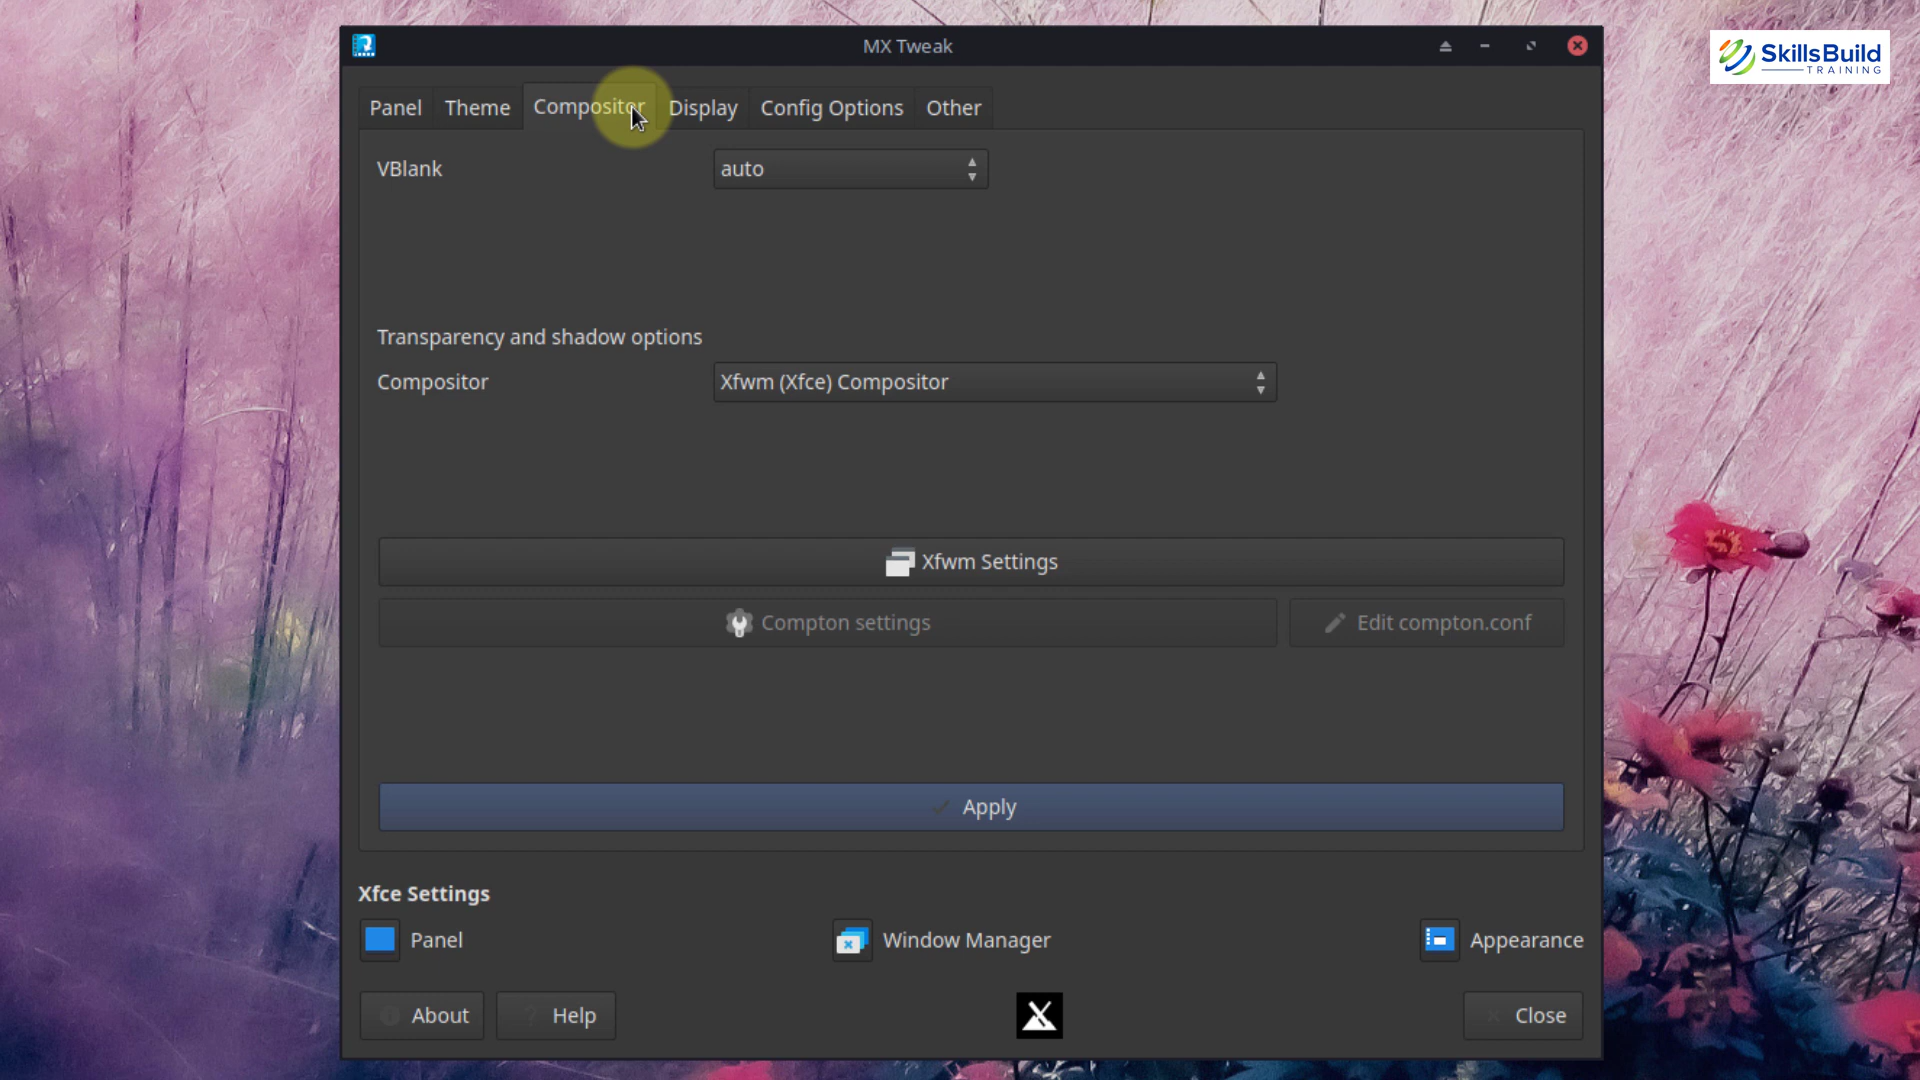 MX Tweak
SkillsBuild
TRAINING
Panel Theme Compositor Display Config Options Other
VBlank auto
Transparency and shadow options
Compositor Xfwm (Xfce) Compositor
Xfwm Settings
Compton settings Edit compton.conf
Apply
Xfce Settings
Panel Window Manager Appearance
About Help Close